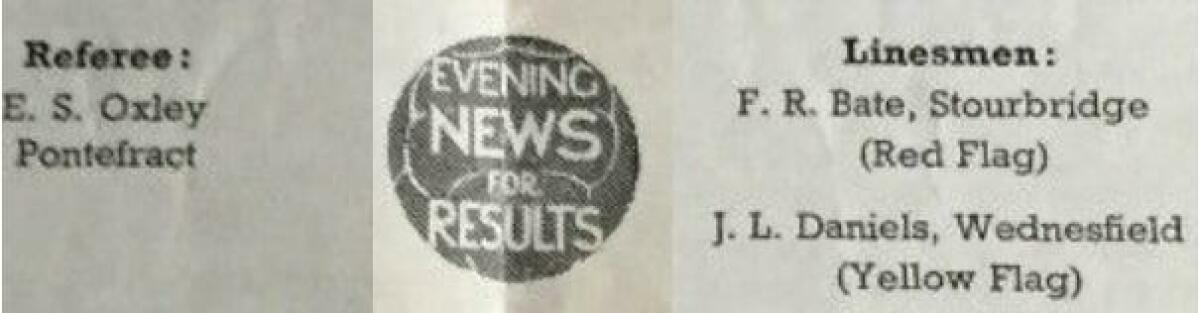 Referee:
E. S. Oxley
Pontefract
EVENING
NEWS
FOR
RESULTS
Linesmen:
F. R. Bate, Stourbridge
(Red Flag)
J. L. Daniels, Wednesfield
(Yellow Flag)